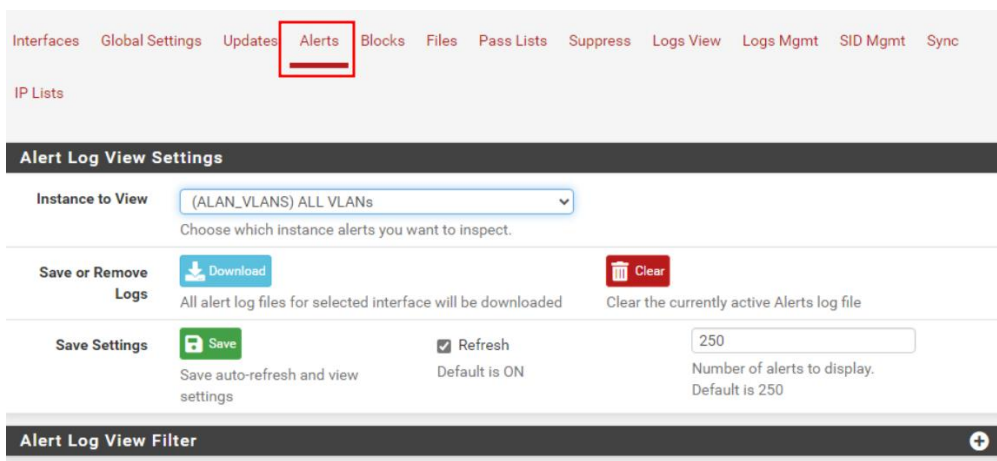 Interfaces Global Settings Updates Alerts Blocks Files Pass Lists Suppress Logs View Logs Mgmt SID Mgmt Sync
IP Lists
Alert Log View Settings
Instance to View (ALAN_VLANS) ALL VLANs
Choose which instance alerts you want to inspect.
Save or Remove Logs Download Clear
All alert log files for selected interface will be downloaded Clear the currently active Alerts log file
Save Settings Save Refresh 250
Save auto-refresh and view settings Default is ON Number of alerts to display.
Default is 250
Alert Log View Filter